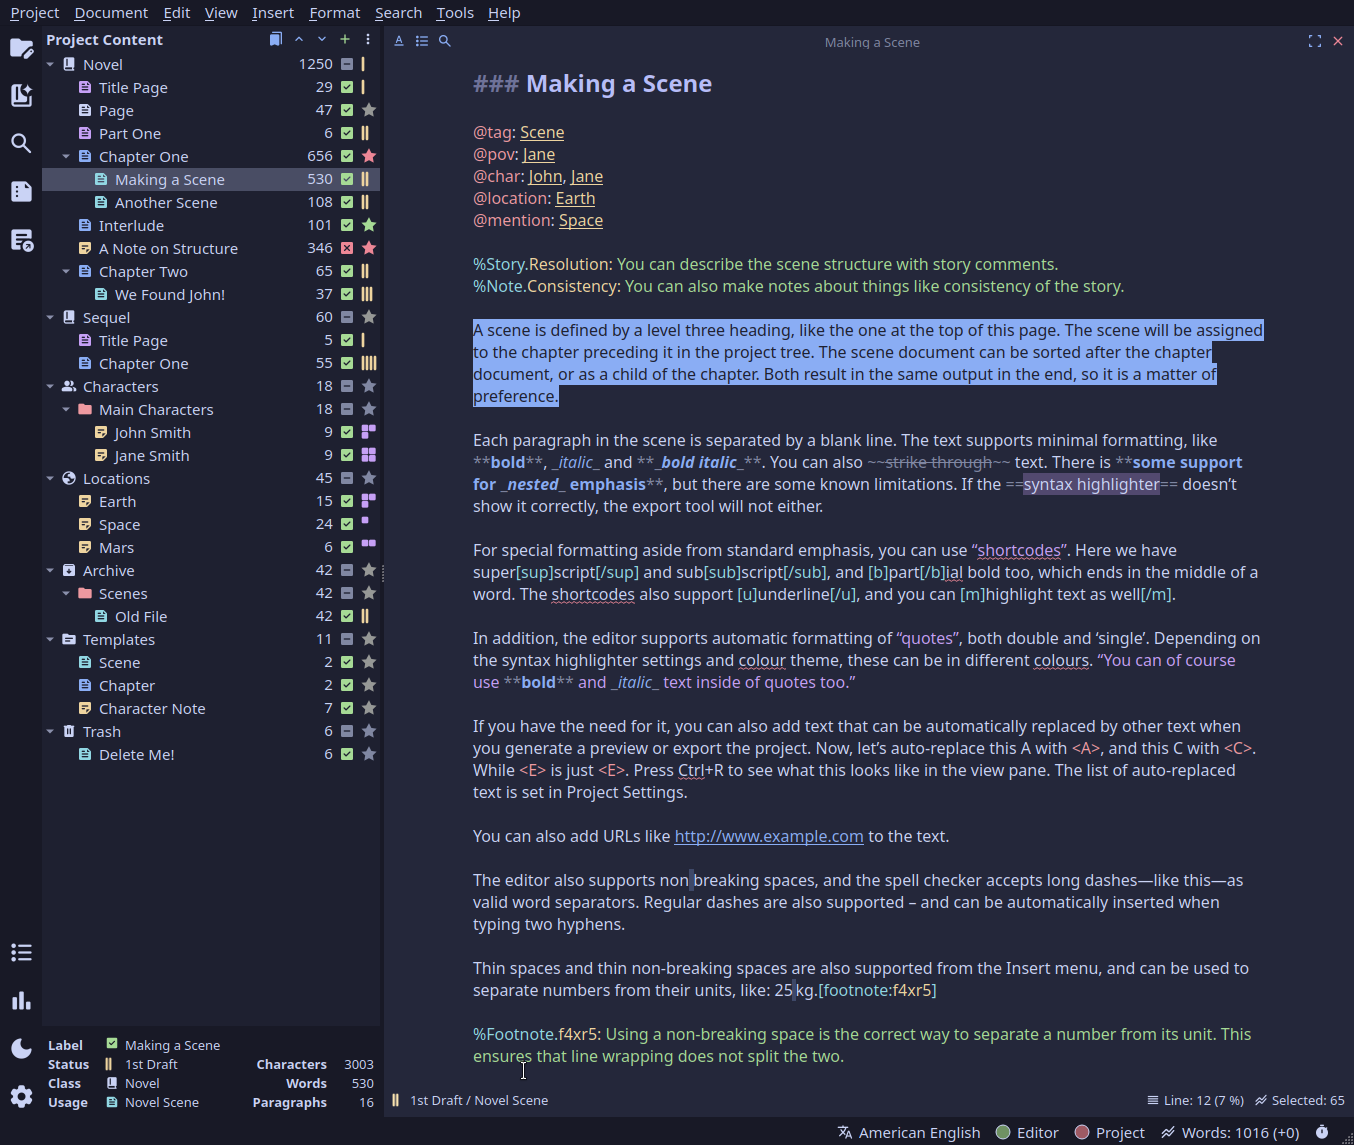 Project Document Edit View Insert Format Search Tools Help
Project Content
Novel 1250
Title Page 29
Page 47
Part One 6
Chapter One 656
Making a Scene 530
Another Scene 108
Interlude 101
A Note on Structure 346
Chapter Two 65
We Found John! 37
Sequel 60
Title Page 5
Chapter One 55
Characters 18
Main Characters 18
John Smith 9
Jane Smith 9
Locations 45
Earth 15
Space 24
Mars 6
Archive 42
Scenes 42
Old File 42
Templates 11
Scene 2
Chapter 2
Character Note 7
Trash 6
Delete Me! 6
Label Making a Scene
Status 1st Draft Characters 3003
Class Novel Words 530
Usage Novel Scene Paragraphs 16
Making a Scene
### Making a Scene
@tag: Scene
@pov: Jane
@char: John, Jane
@location: Earth
@mention: Space
%Story.Resolution: You can describe the scene structure with story comments.
%Note.Consistency: You can also make notes about things like consistency of the story.
A scene is defined by a level three heading, like the one at the top of this page. The scene will be assigned
to the chapter preceding it in the project tree. The scene document can be sorted after the chapter
document, or as a child of the chapter. Both result in the same output in the end, so it is a matter of
preference.
Each paragraph in the scene is separated by a blank line. The text supports minimal formatting, like
**bold**, _italic_ and **_bold italic_**. You can also ~~strike through~~ text. There is **some support
for _nested_ emphasis**, but there are some known limitations. If the ==syntax highlighter== doesn’t
show it correctly, the export tool will not either.
For special formatting aside from standard emphasis, you can use “shortcodes”. Here we have
super[sup]script[/sup] and sub[sub]script[/sub], and [b]part[/b]ial bold too, which ends in the middle of a
word. The shortcodes also support [u]underline[/u], and you can [m]highlight text as well[/m].
In addition, the editor supports automatic formatting of “quotes”, both double and ‘single’. Depending on
the syntax highlighter settings and colour theme, these can be in different colours. “You can of course
use **bold** and _italic_ text inside of quotes too.”
If you have the need for it, you can also add text that can be automatically replaced by other text when
you generate a preview or export the project. Now, let’s auto-replace this A with <A>, and this C with <C>.
While <E> is just <E>. Press Ctrl+R to see what this looks like in the view pane. The list of auto-replaced
text is set in Project Settings.
You can also add URLs like http://www.example.com to the text.
The editor also supports non breaking spaces, and the spell checker accepts long dashes—like this—as
valid word separators. Regular dashes are also supported – and can be automatically inserted when
typing two hyphens.
Thin spaces and thin non-breaking spaces are also supported from the Insert menu, and can be used to
separate numbers from their units, like: 25 kg.[footnote:f4xr5]
%Footnote.f4xr5: Using a non-breaking space is the correct way to separate a number from its unit. This
ensures that line wrapping does not split the two.
1st Draft / Novel Scene Line: 12 (7 %) Selected: 65
American English Editor Project Words: 1016 (+0)